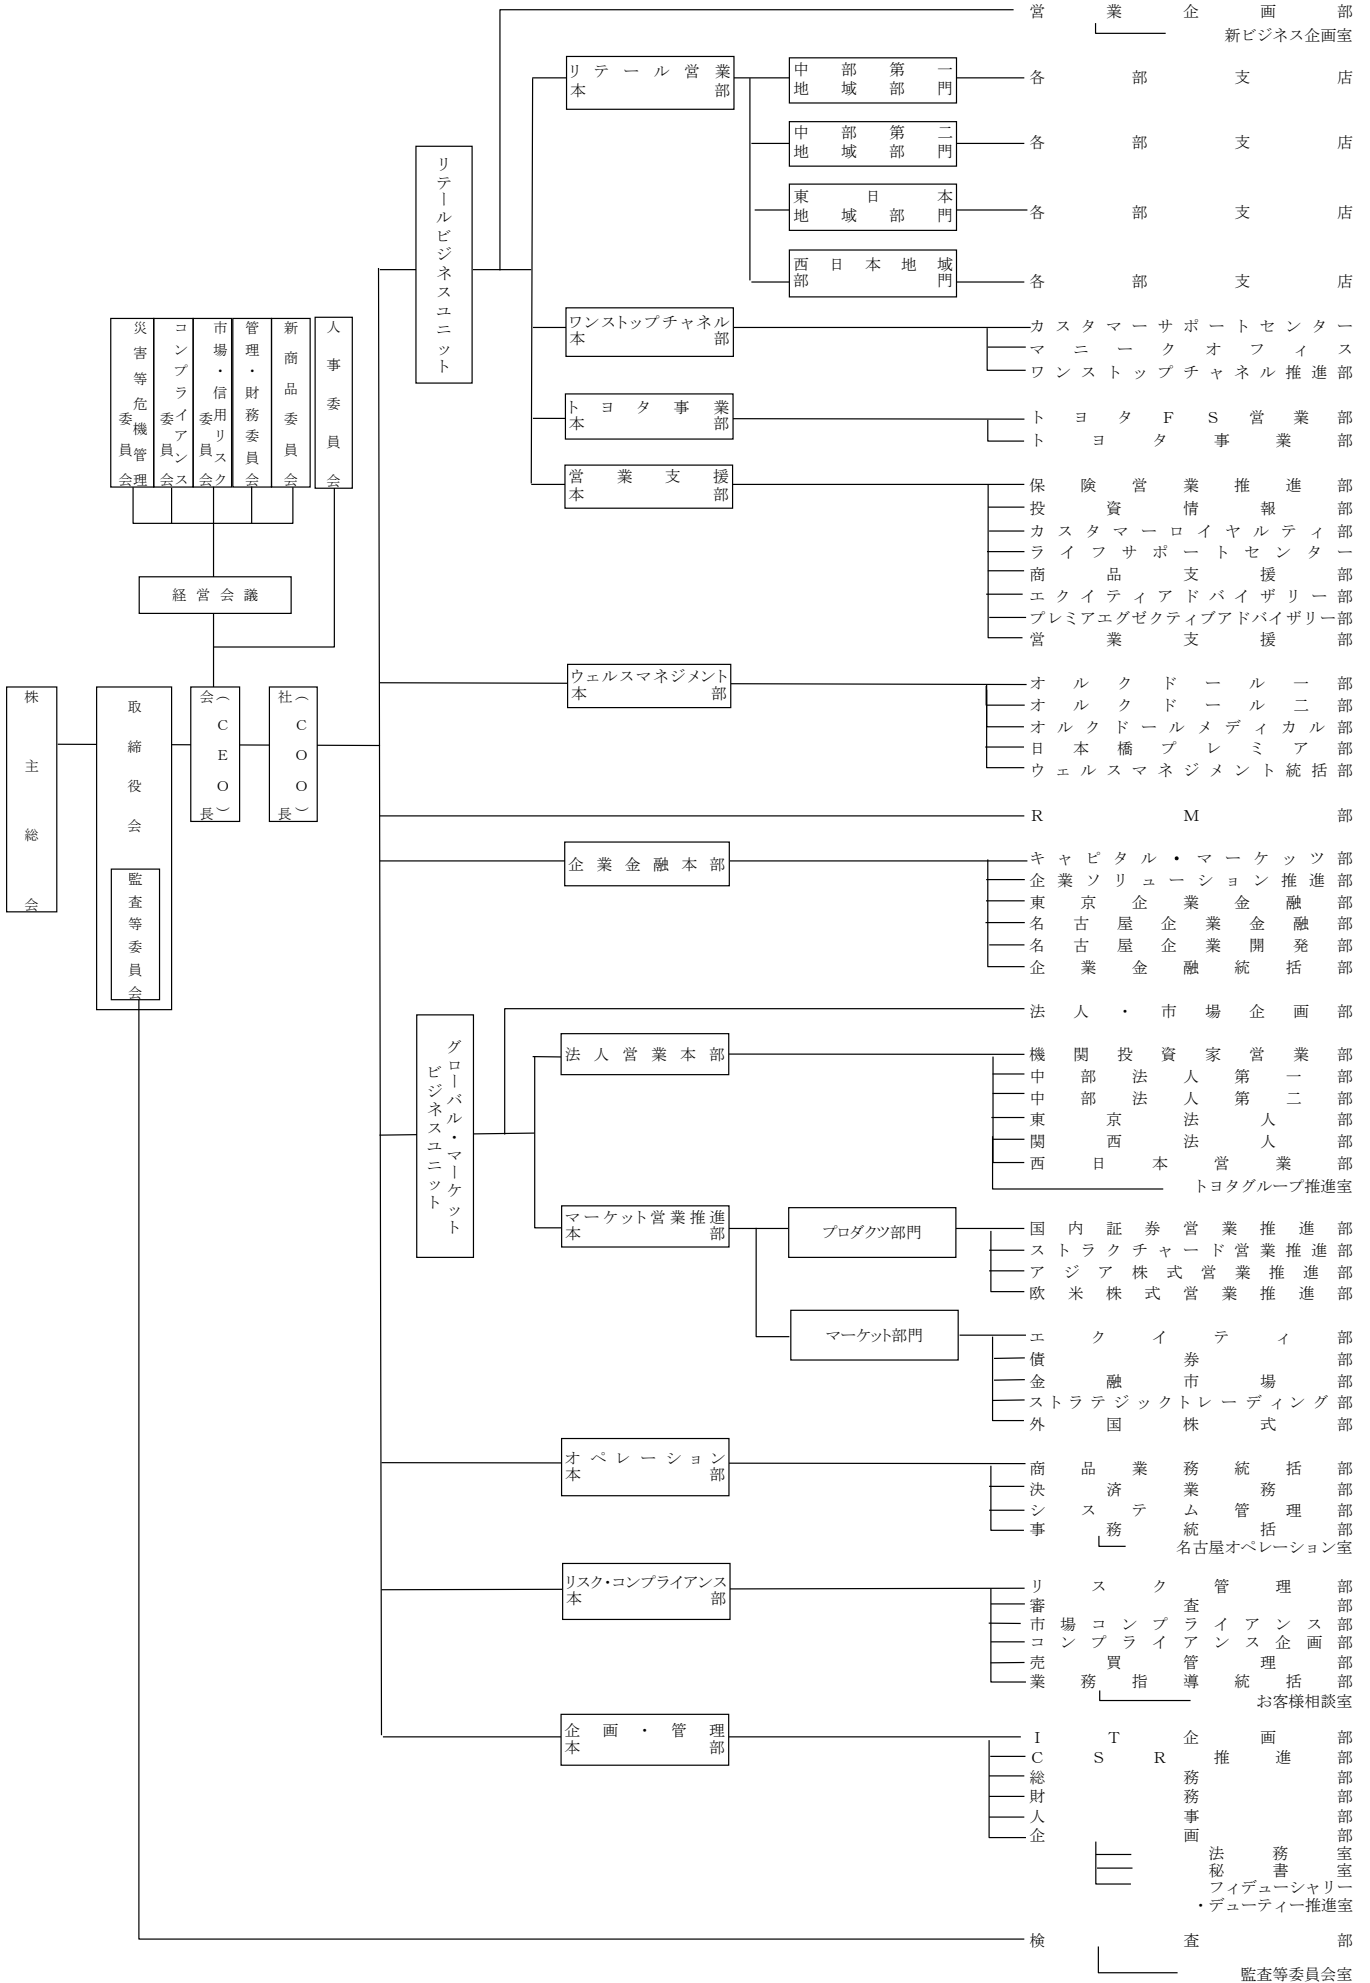 営業企画部
新ビジネス企画室
リテール営業
本部
中部第一
地域部門
各部支店
中部第二
地域部門
各部支店
東日本
地域部門
各部支店
西日本地域
部門
各部支店
リテールビジネスユニット
ワンストップチャネル
本部
カスタマーサポートセンター
マニークオフィス
ワンストップチャネル推進部
トヨタ事業
本部
トヨタFS営業部
トヨタ事業部
営業支援
本部
保険営業推進部
投資情報部
カスタマーロイヤルティ部
ライフサポートセンター
商品支援部
エクイティアドバイザリー部
プレミアエグゼクティブアドバイザリー部
営業支援部
災害等危機管理
委員会
コンプライアンス
委員会
市場・信用リスク
委員会
管理・財務委員会
新商品委員会
人事委員会
経営会議
株主総会
取締役会
監査等委員会
会長
(CEO)
社長
(COO)
ウェルスマネジメント
本部
オルクドール一部
オルクドール二部
オルクドールメディカル部
日本橋プレミア部
ウェルスマネジメント統括部
RM部
企業金融本部
キャピタル・マーケッツ部
企業ソリューション推進部
東京企業金融部
名古屋企業金融部
名古屋企業開発部
企業金融統括部
グローバル・マーケット
ビジネスユニット
法人・市場企画部
法人営業本部
機関投資家営業部
中部法人第一部
中部法人第二部
東京法人部
関西法人部
西日本営業部
トヨタグループ推進室
マーケット営業推進
本部
プロダクツ部門
国内証券営業推進部
ストラクチャード営業推進部
アジア株式営業推進部
欧米株式営業推進部
マーケット部門
エクイティ部
債券部
金融市場部
ストラテジックトレーディング部
外国株式部
オペレーション
本部
商品業務統括部
決済業務部
システム管理部
事務統括部
名古屋オペレーション室
リスク・コンプライアンス
本部
リスク管理部
審査部
市場コンプライアンス部
コンプライアンス企画部
売買管理部
業務指導統括部
お客様相談室
企画・管理
本部
IT企画部
CSR推進部
総務部
財務部
人事部
企画部
法務室
秘書室
フィデューシャリー
・デューティー推進室
検査部
監査等委員会室